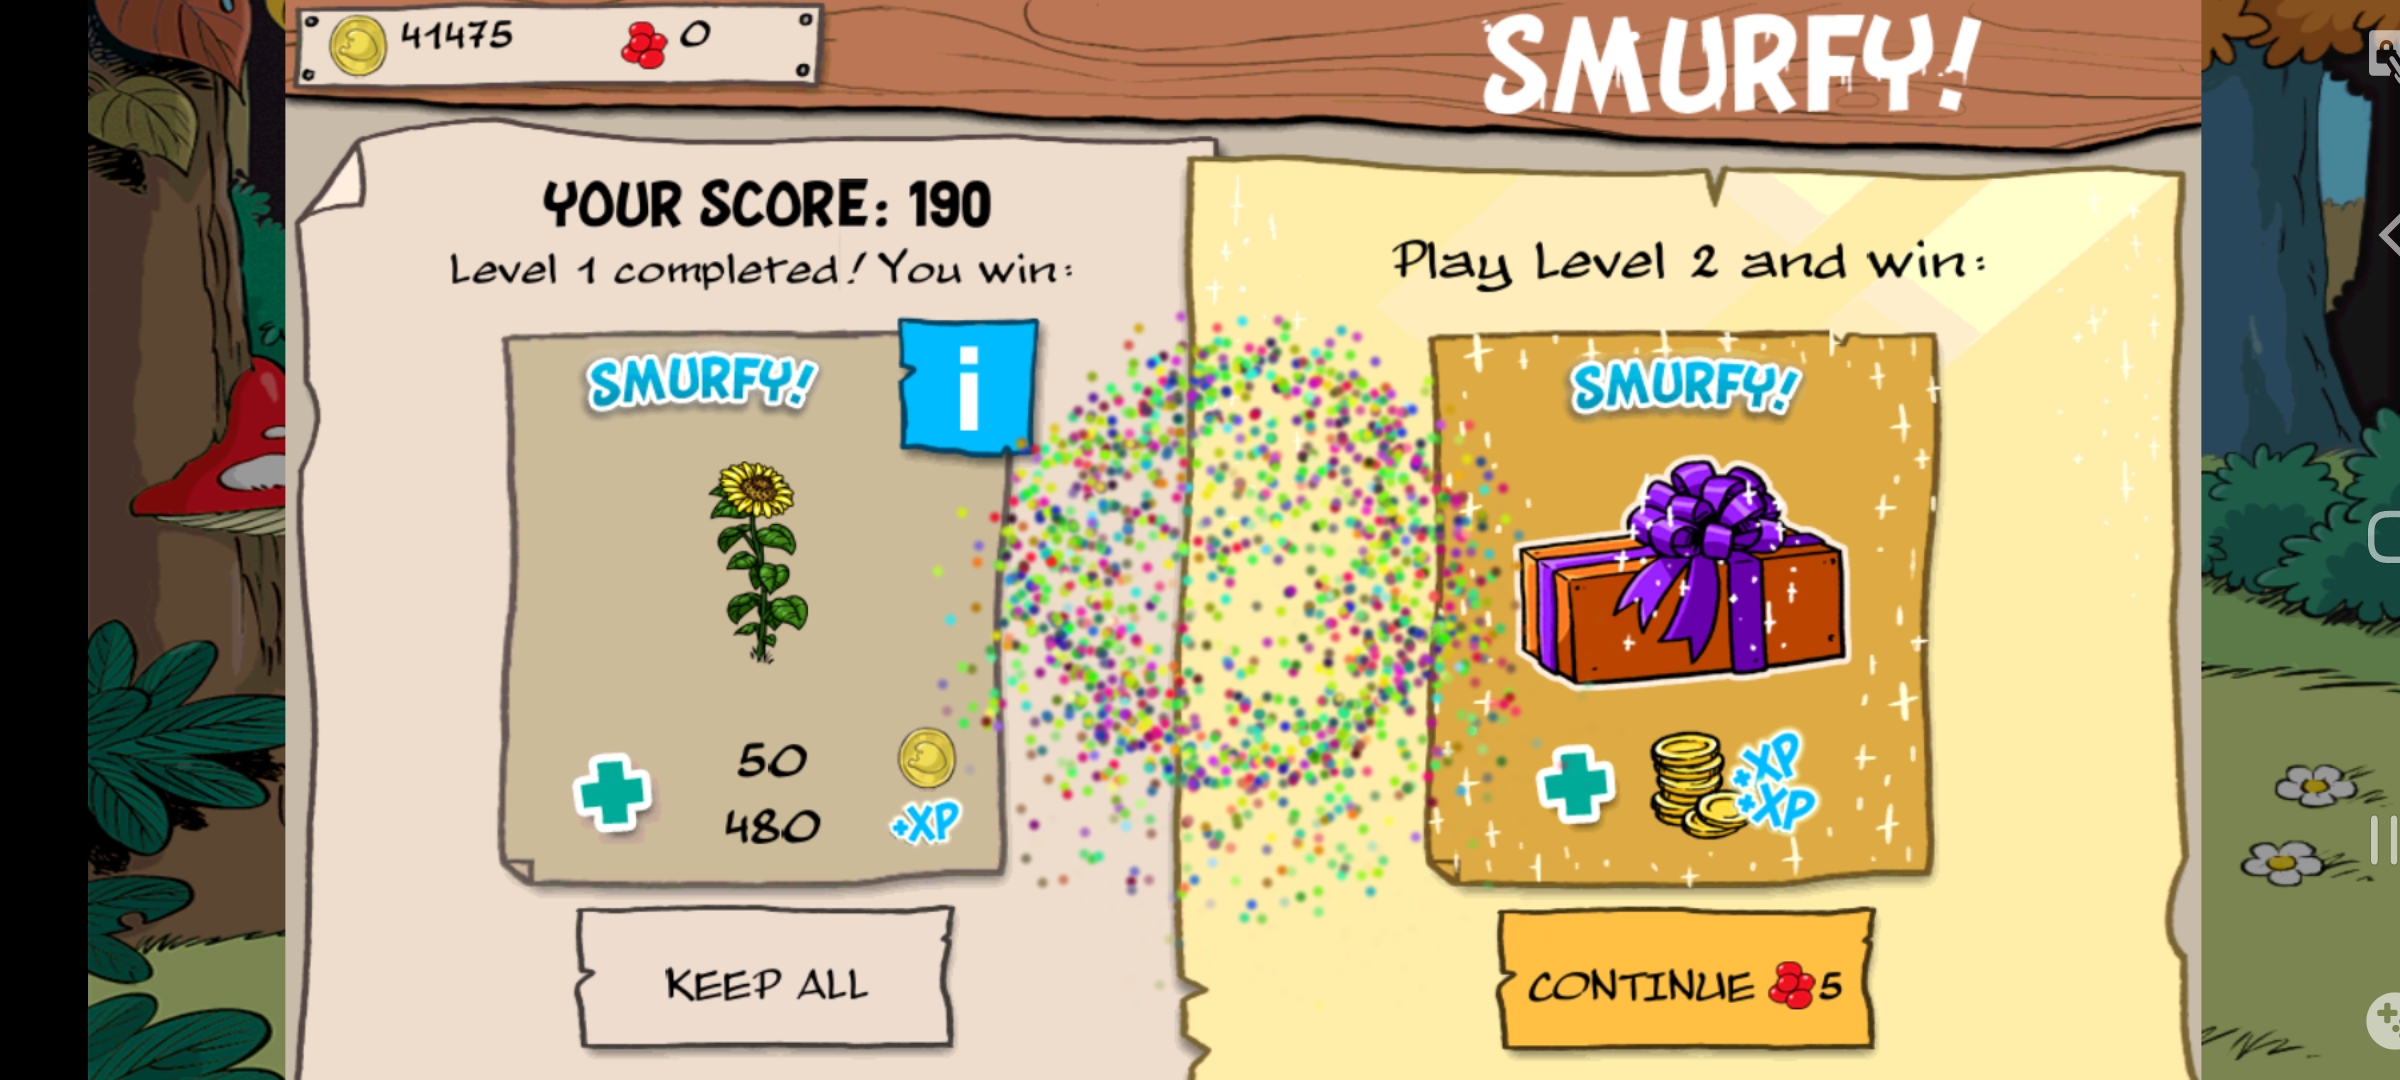 41475
0
SMURFY!
YOUR SCORE: 190
Level 1 completed! You win:
SMURFY!
i
50
480
+XP
KEEP ALL
Play Level 2 and win:
SMURFY!
+XP
+XP
CONTINUE 5